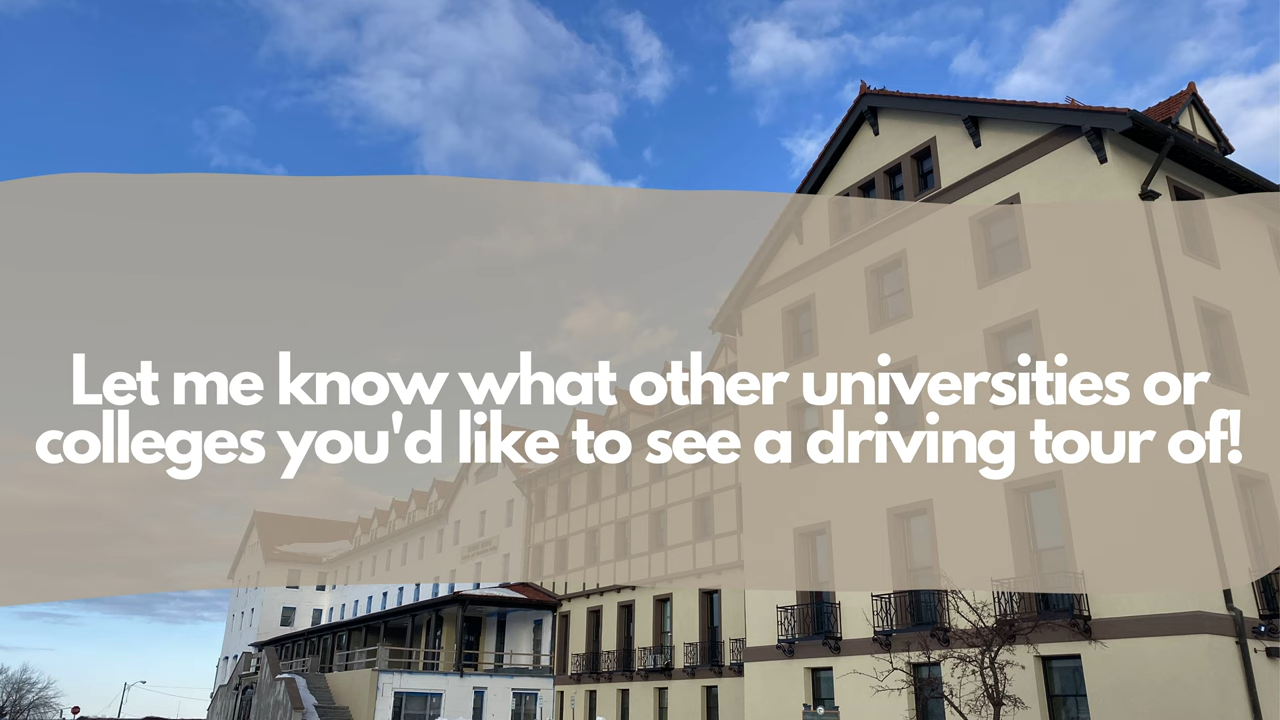 Let me know what other universities or
colleges you'd like to see a driving tour of!